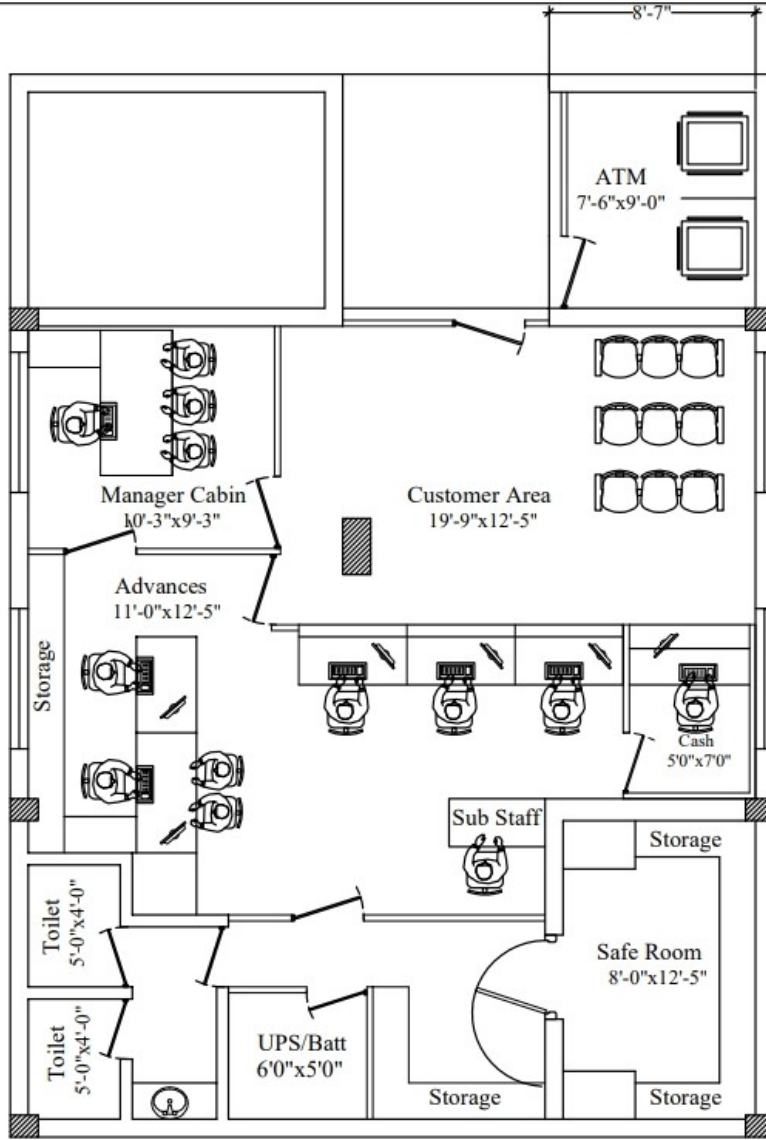 8'-7"
ATM
7'-6"x9'-0"
Manager Cabin
10'-3"x9'-3"
Customer Area
19'-9"x12'-5"
Advances
11'-0"x12'-5"
Storage
Cash
5'0"x7'0"
Sub Staff
Storage
Toilet
5'-0"x4'-0"
Safe Room
8'-0"x12'-5"
Toilet
5'-0"x4'-0"
UPS/Batt
6'0"x5'0"
Storage
Storage